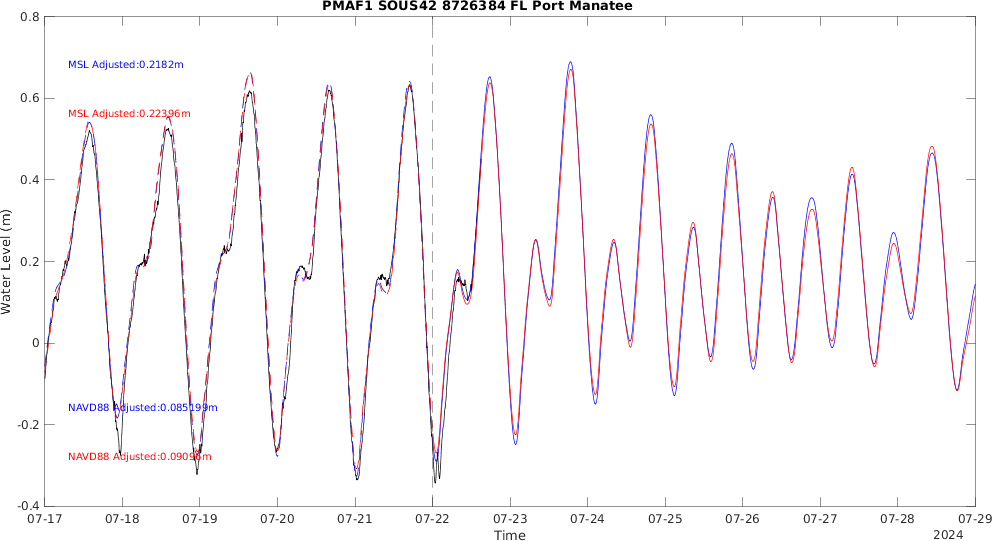 PMAF1 SOUS42 8726384 FL Port Manatee
0.8
0.6
0.4
0.2
0
-0.2
-0.4
Water Level (m)
MSL Adjusted:0.2182m
MSL Adjusted:0.22396m
NAVD88 Adjusted:0.085199m
NAVD88 Adjusted:0.09096m
07-17 07-18 07-19 07-20 07-21 07-22 07-23 07-24 07-25 07-26 07-27 07-28 07-29
Time
2024